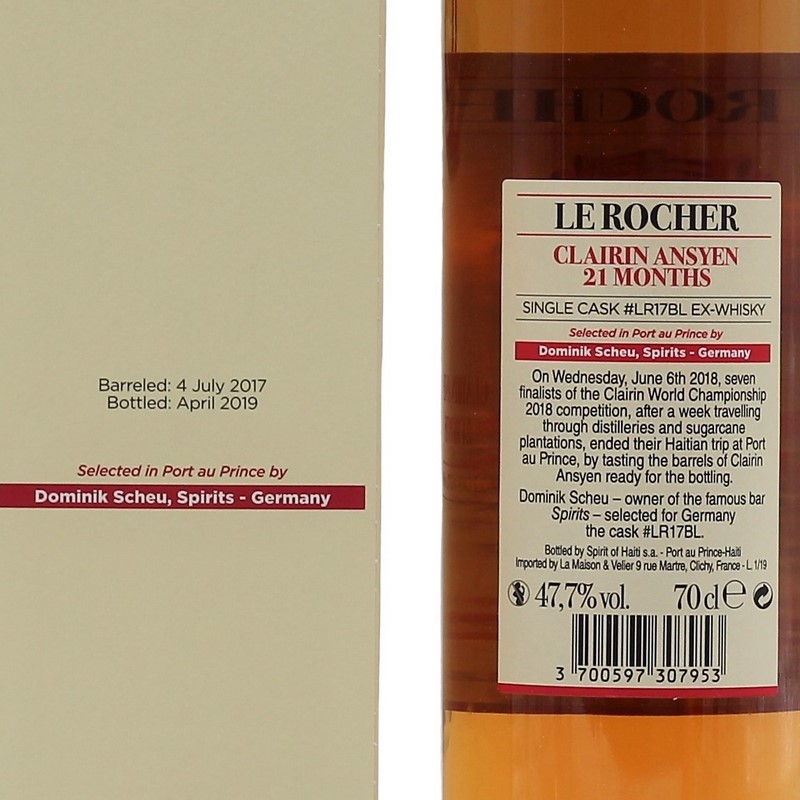 Barreled: 4 July 2017
Bottled: April 2019
Selected in Port au Prince by
Dominik Scheu, Spirits - Germany
ROCH
LE ROCHER
CLAIRIN ANSYEN
21 MONTHS
SINGLE CASK #LR17BL EX-WHISKY
Selected in Port au Prince by
Dominik Scheu, Spirits - Germany
On Wednesday, June 6th 2018, seven
finalists of the Clairin World Championship
2018 competition, after a week travelling
through distilleries and sugarcane
plantations, ended their Haitian trip at Port
au Prince, by tasting the barrels of Clairin
Ansyen ready for the bottling.
Dominik Scheu – owner of the famous bar
Spirits – selected for Germany
the cask #LR17BL.
Bottled by Spirit of Haiti s.a. - Port au Prince-Haiti
Imported by La Maison & Velier 9 rue Martre, Clichy, France - L. 1/19
47,7% vol. 70 cl e
3 700597 307953